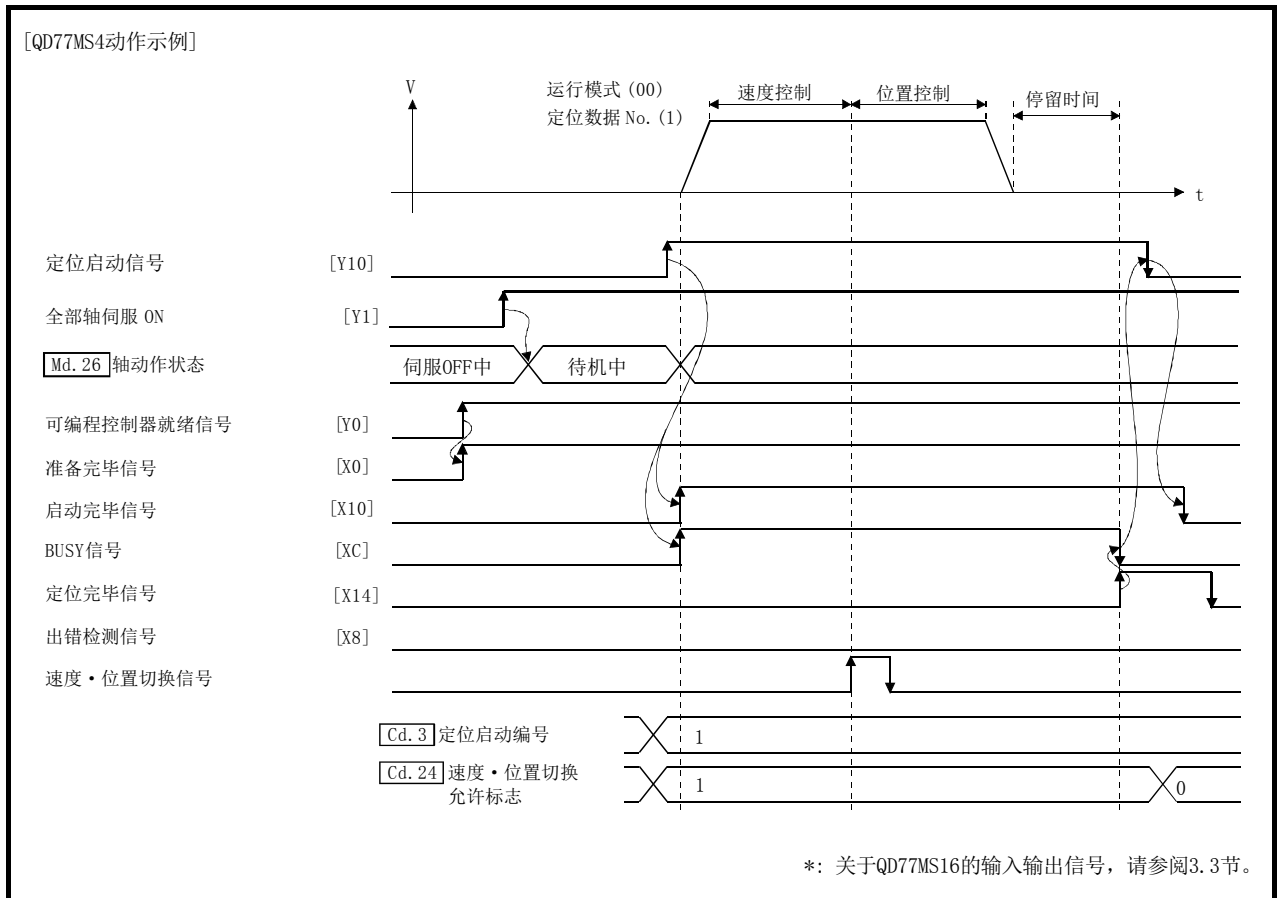 [QD77MS4动作示例]
V
运行模式 (00)
定位数据 No. (1)
速度控制
位置控制
停留时间
t
定位启动信号 [Y10]
全部轴伺服 ON [Y1]
Md. 26 轴动作状态 伺服OFF中 待机中
可编程控制器就绪信号 [Y0]
准备完毕信号 [X0]
启动完毕信号 [X10]
BUSY信号 [XC]
定位完毕信号 [X14]
出错检测信号 [X8]
速度·位置切换信号
Cd. 3 定位启动编号 1
Cd. 24 速度·位置切换
允许标志 1 0
*: 关于QD77MS16的输入输出信号，请参阅3.3节。